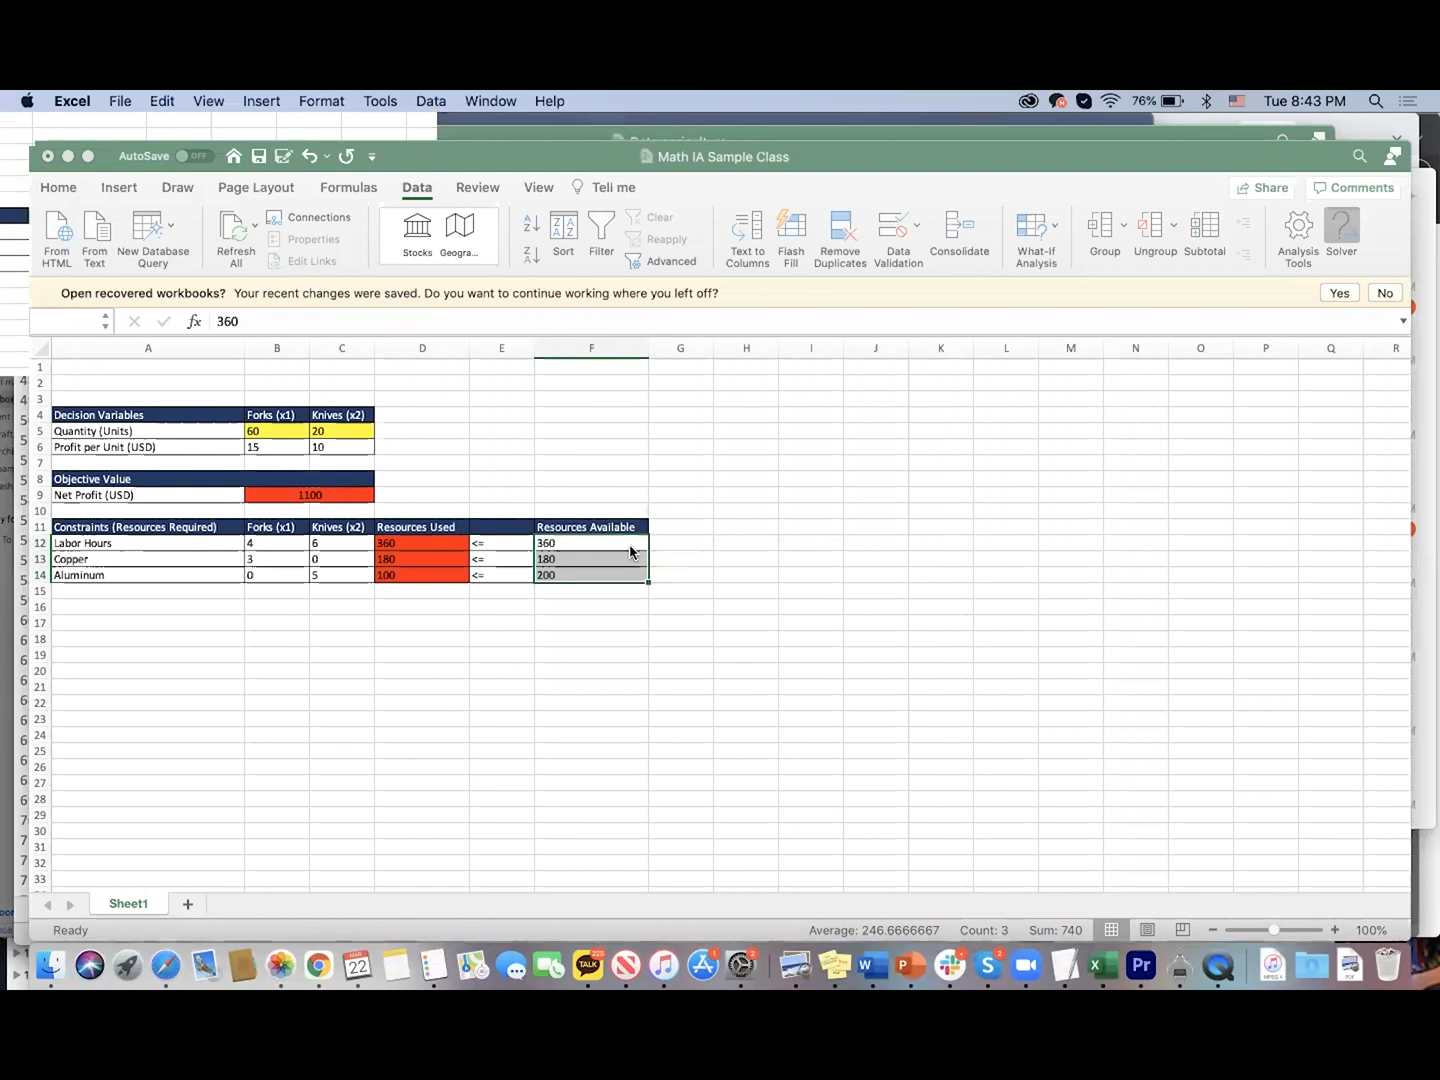 Excel File Edit View Insert Format Tools Data Window Help 76% Tue 8:43 PM
AutoSave OFF Math IA Sample Class
Home Insert Draw Page Layout Formulas Data Review View Tell me Share Comments
From HTML
From Text
New Database Query
Refresh All
Connections
Properties
Edit Links
Stocks Geogra...
Sort
Filter
Clear
Reapply
Advanced
Text to Columns
Flash Fill
Remove Duplicates
Data Validation
Consolidate
What-If Analysis
Group
Ungroup
Subtotal
Analysis Tools
Solver
Open recovered workbooks? Your recent changes were saved. Do you want to continue working where you left off? Yes No
fx 360
A B C D E F G H I J K L M N O P Q R
1
2
3
4 Decision Variables Forks (x1) Knives (x2)
5 Quantity (Units) 60 20
6 Profit per Unit (USD) 15 10
7
8 Objective Value
9 Net Profit (USD) 1100
10
11 Constraints (Resources Required) Forks (x1) Knives (x2) Resources Used Resources Available
12 Labor Hours 4 6 360 <= 360
13 Copper 3 0 180 <= 180
14 Aluminum 0 5 100 <= 200
15
16
17
18
19
20
21
22
23
24
25
26
27
28
29
30
31
32
33
Sheet1 +
Ready Average: 246.6666667 Count: 3 Sum: 740 100%